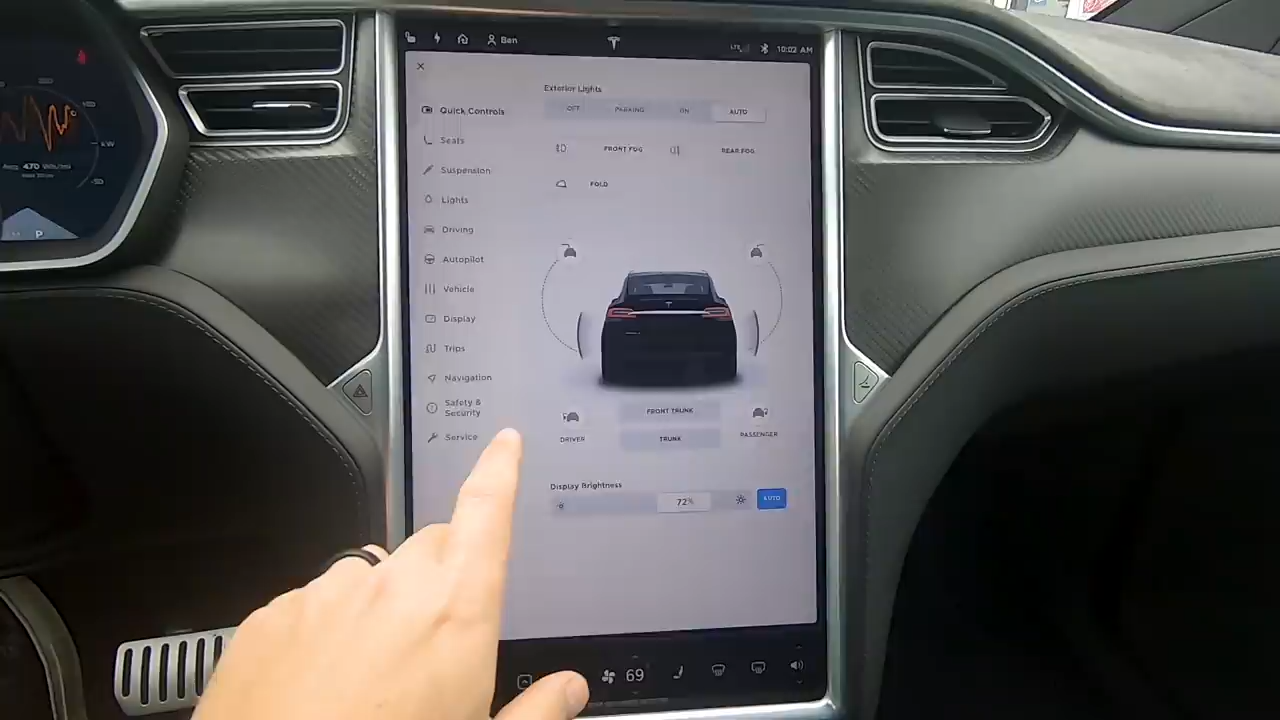 Ben
LTE
10:02 AM
Quick Controls
Seats
Suspension
Lights
Driving
Autopilot
Vehicle
Display
Trips
Navigation
Safety &
Security
Service
Exterior Lights
OFF PARKING ON AUTO
FRONT FOG REAR FOG
FOLD
FRONT TRUNK
DRIVER TRUNK PASSENGER
Display Brightness
72% AUTO
69
kW
P